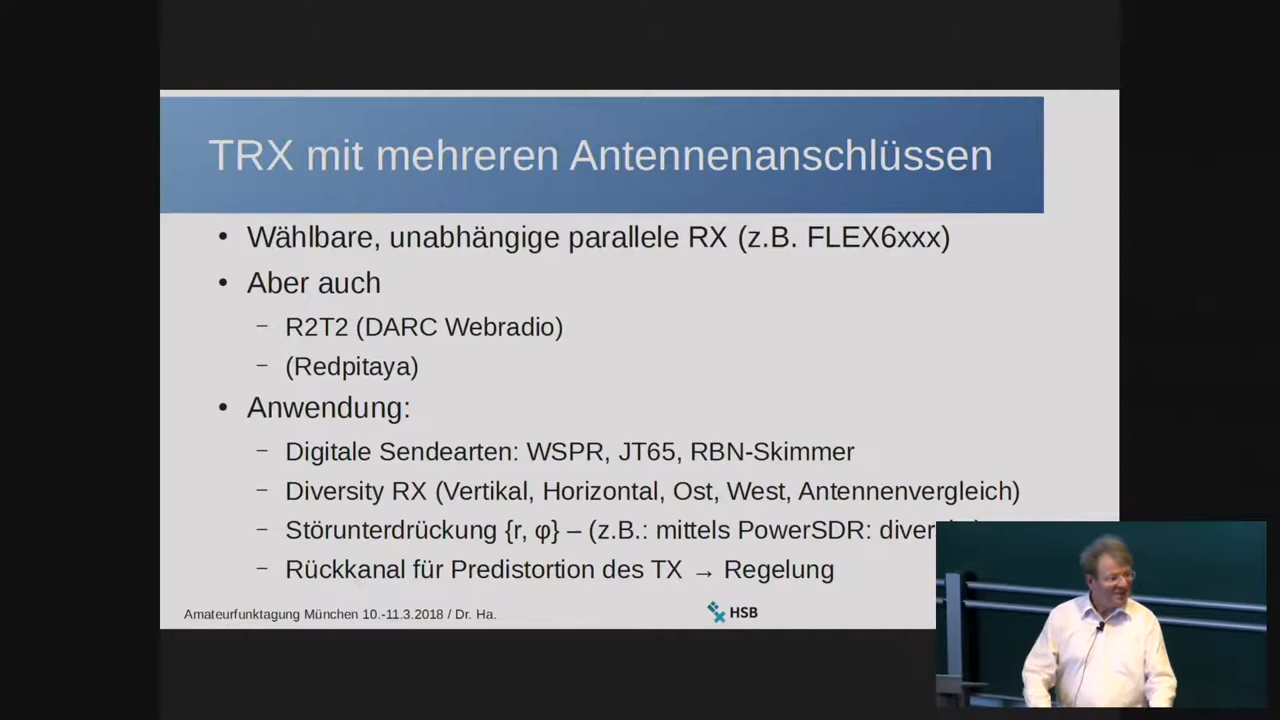 TRX mit mehreren Antennenanschlüssen
• Wählbare, unabhängige parallele RX (z.B. FLEX6xxx)
• Aber auch
– R2T2 (DARC Webradio)
– (Redpitaya)
• Anwendung:
– Digitale Sendearten: WSPR, JT65, RBN-Skimmer
– Diversity RX (Vertikal, Horizontal, Ost, West, Antennenvergleich)
– Störunterdrückung {r, φ} – (z.B.: mittels PowerSDR:
– Rückkanal für Predistortion des TX → Regelung
Amateurfunktagung München 10.-11.3.2018 / Dr. Ha.
HSB